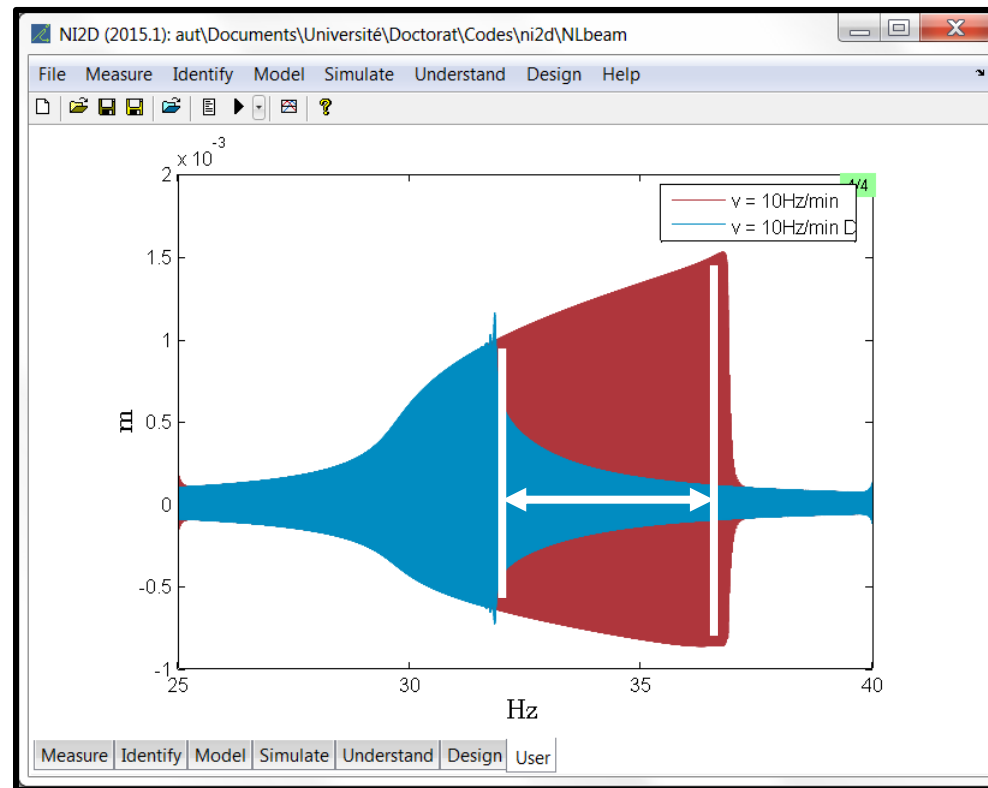 NI2D (2015.1): aut\Documents\Université\Doctorat\Codes\ni2d\NLbeam
File Measure Identify Model Simulate Understand Design Help
x 10^-3
2
1.5
1
0.5
0
-0.5
-1
m
25 30 35 40
Hz
/4
v = 10Hz/min
v = 10Hz/min D
Measure Identify Model Simulate Understand Design User